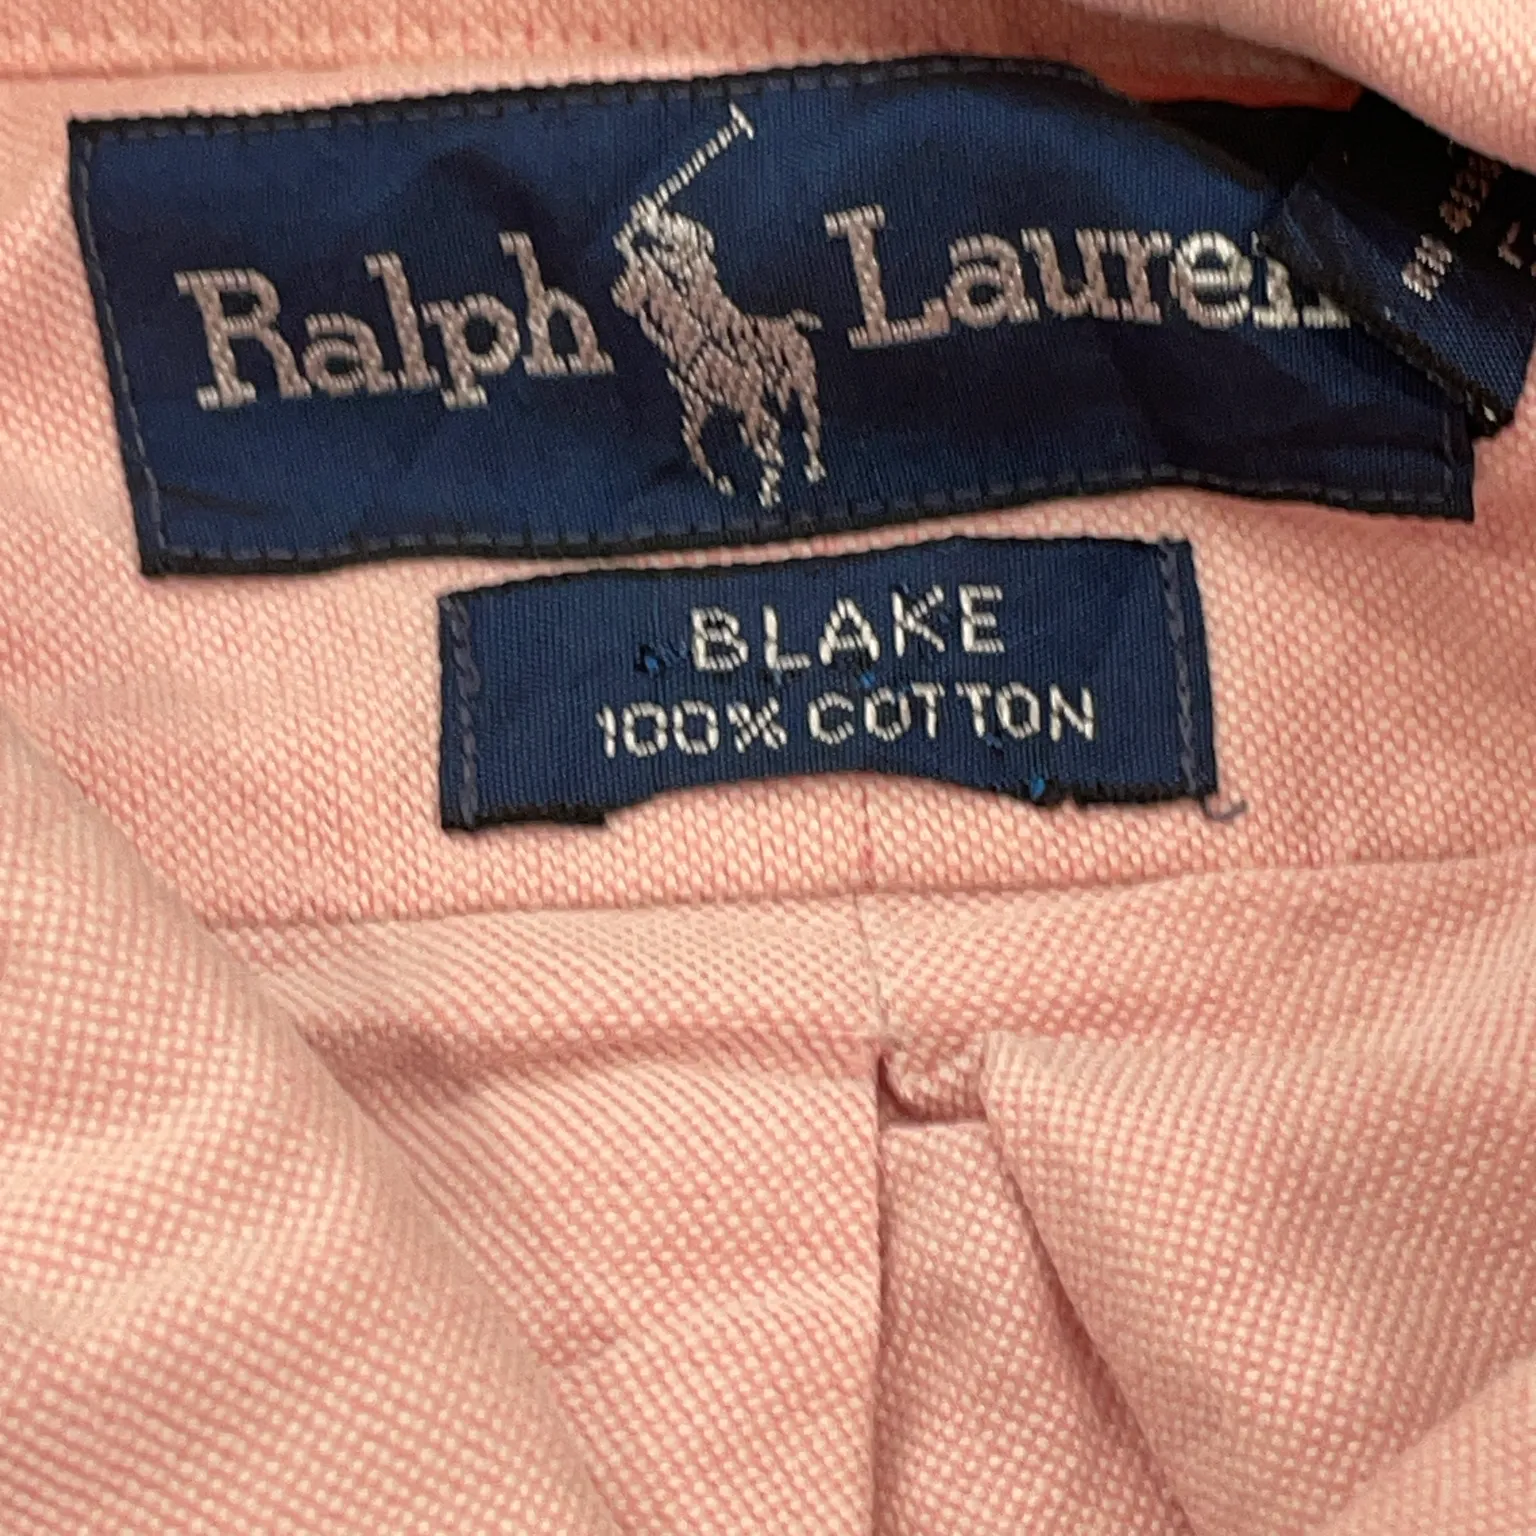 Ralph Lauren
BLAKE
100% COTTON